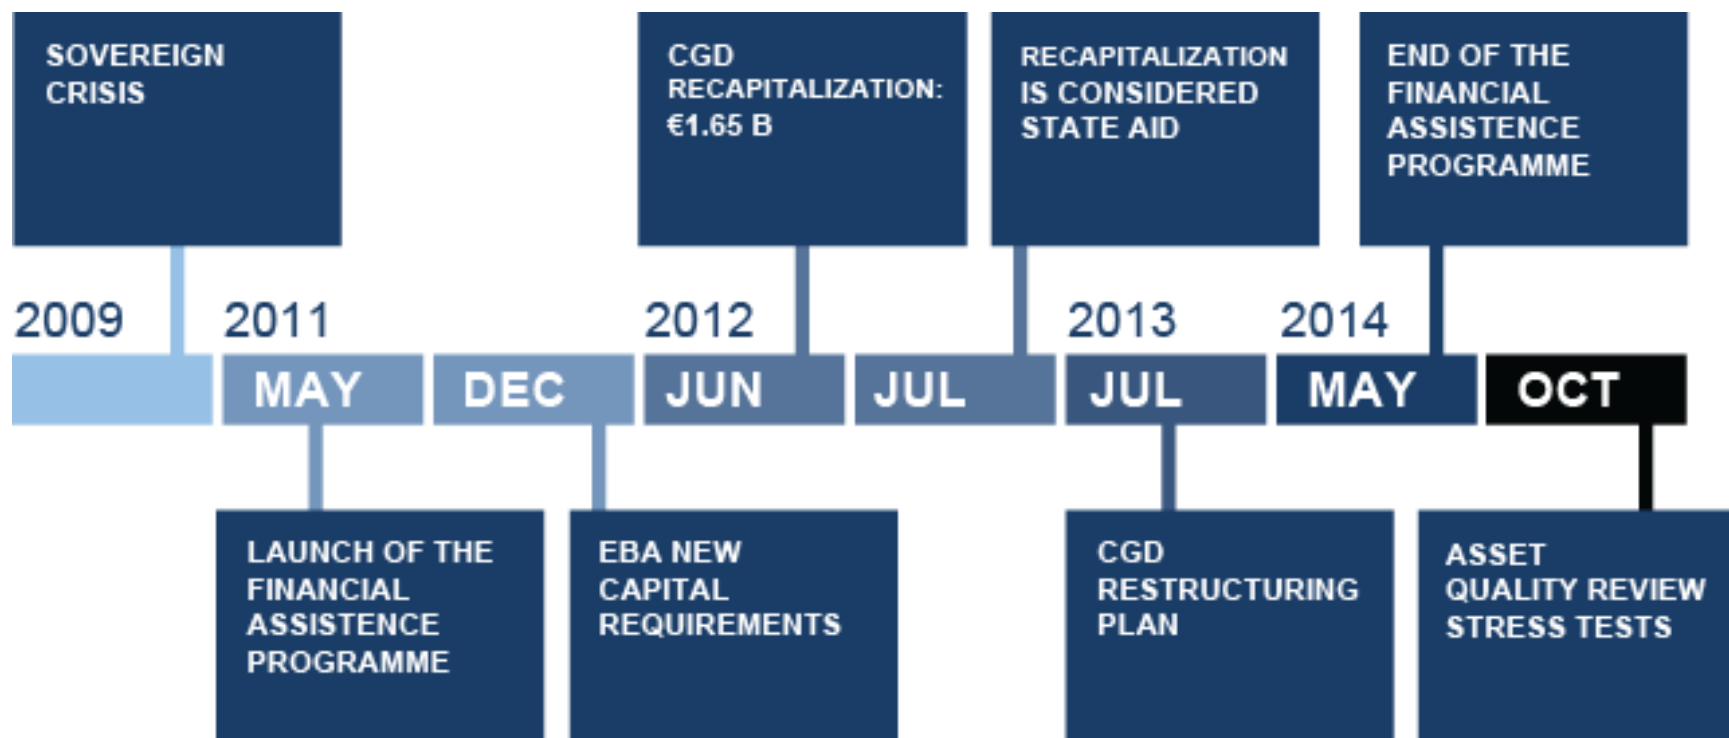 SOVEREIGN
CRISIS
CGD
RECAPITALIZATION:
€1.65 B
RECAPITALIZATION
IS CONSIDERED
STATE AID
END OF THE
FINANCIAL
ASSISTENCE
PROGRAMME
2009 2011 2012 2013 2014
MAY DEC JUN JUL JUL MAY OCT
LAUNCH OF THE
FINANCIAL
ASSISTENCE
PROGRAMME
EBA NEW
CAPITAL
REQUIREMENTS
CGD
RESTRUCTURING
PLAN
ASSET
QUALITY REVIEW
STRESS TESTS